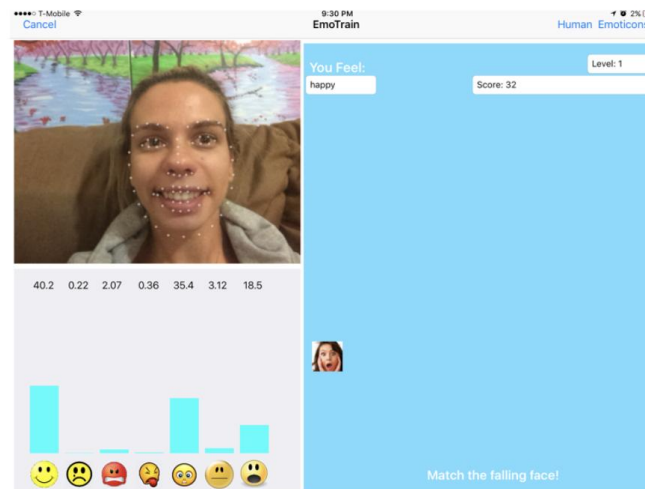 T-Mobile 9:30 PM 2%
Cancel EmoTrain Human Emoticons
You Feel: Level: 1
happy Score: 32
40.2 0.22 2.07 0.36 35.4 3.12 18.5
Match the falling face!